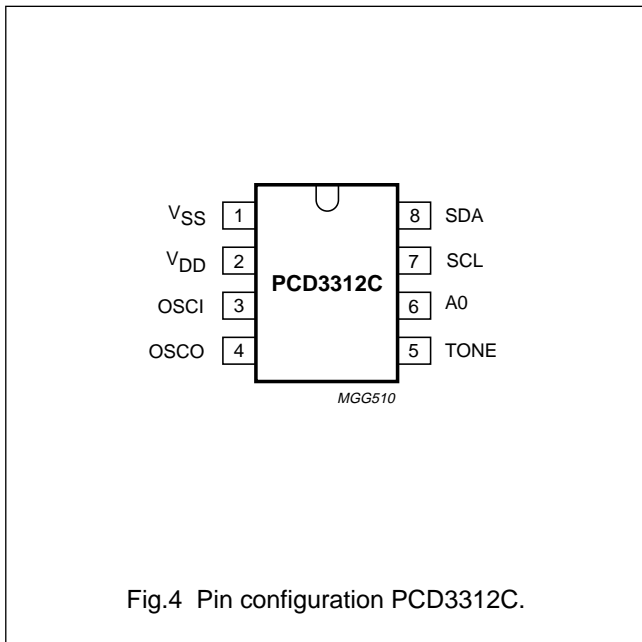 VSS 1 8 SDA
VDD 2 7 SCL
PCD3312C
OSCI 3 6 A0
OSCO 4 5 TONE
MGG510
Fig.4 Pin configuration PCD3312C.